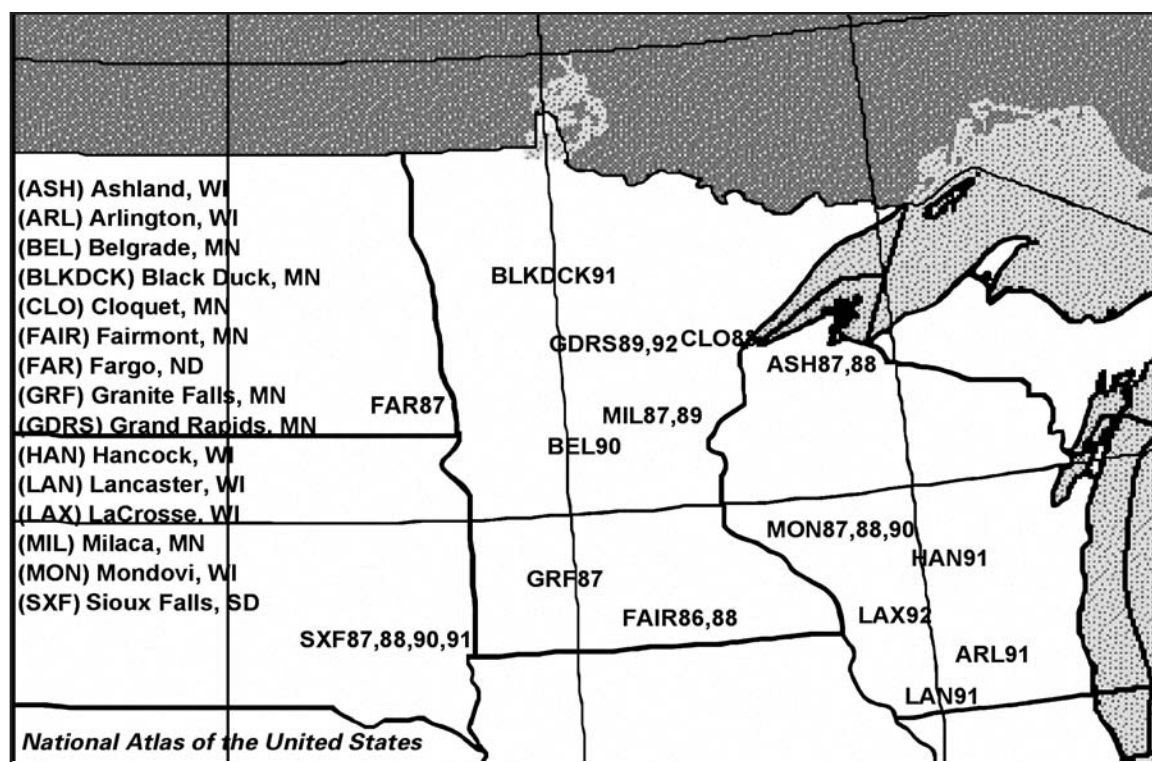 (ASH) Ashland, WI
(ARL) Arlington, WI
(BEL) Belgrade, MN
(BLKDCK) Black Duck, MN
(CLO) Cloquet, MN
(FAIR) Fairmont, MN
(FAR) Fargo, ND
(GRF) Granite Falls, MN
(GDRS) Grand Rapids, MN
(HAN) Hancock, WI
(LAN) Lancaster, WI
(LAX) LaCrosse, WI
(MIL) Milaca, MN
(MON) Mondovi, WI
(SXF) Sioux Falls, SD
BLKDCK91
GDRS89,92
CLO88
ASH87,88
FAR87
MIL87,89
BEL90
MON87,88,90
HAN91
GRF87
FAIR86,88
LAX92
SXF87,88,90,91
ARL91
LAN91
National Atlas of the United States